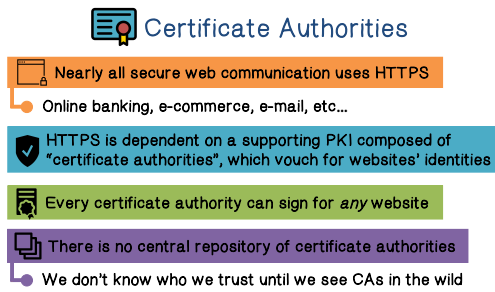 Certificate Authorities
Nearly all secure web communication uses HTTPS
Online banking, e-commerce, e-mail, etc...
HTTPS is dependent on a supporting PKI composed of
“certificate authorities”, which vouch for websites’ identities
Every certificate authority can sign for any website
There is no central repository of certificate authorities
We don’t know who we trust until we see CAs in the wild